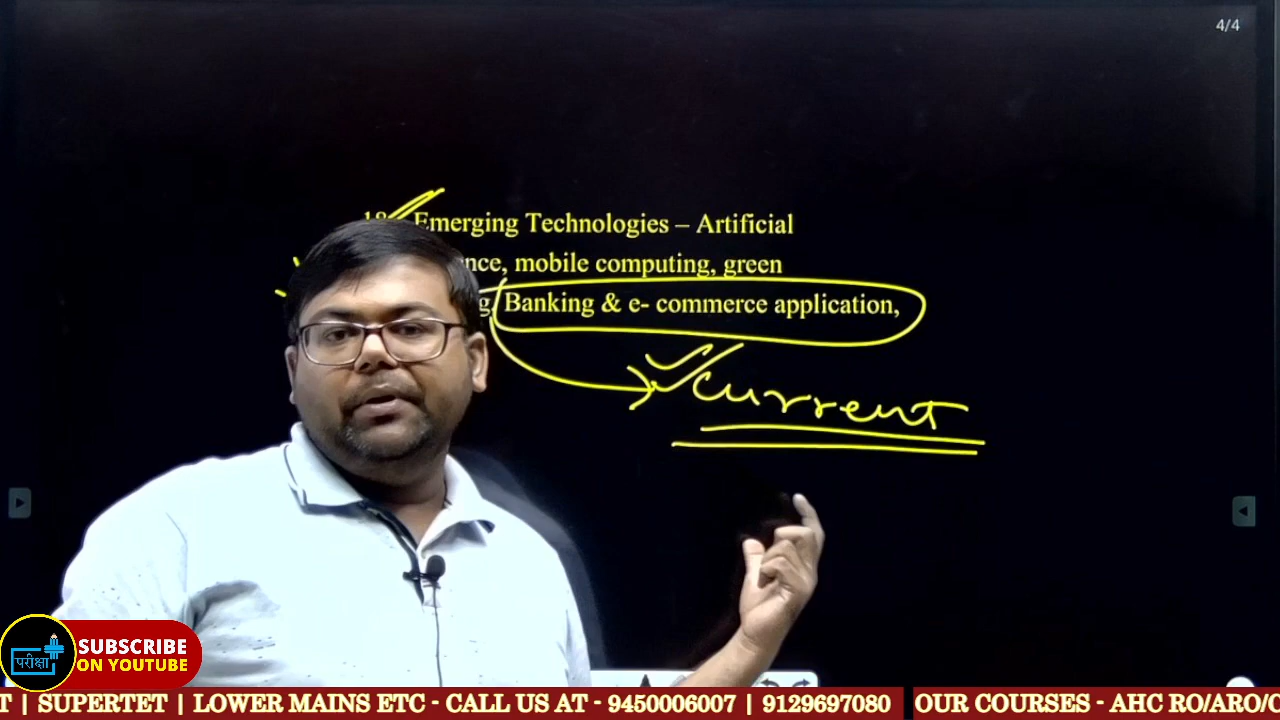 4/4
18. Emerging Technologies – Artificial
nce, mobile computing, green
g, Banking & e- commerce application,
Current
परीक्षा
SUBSCRIBE
ON YOUTUBE
T | SUPERTET | LOWER MAINS ETC - CALL US AT - 9450006007 | 9129697080
OUR COURSES - AHC RO/ARO/C